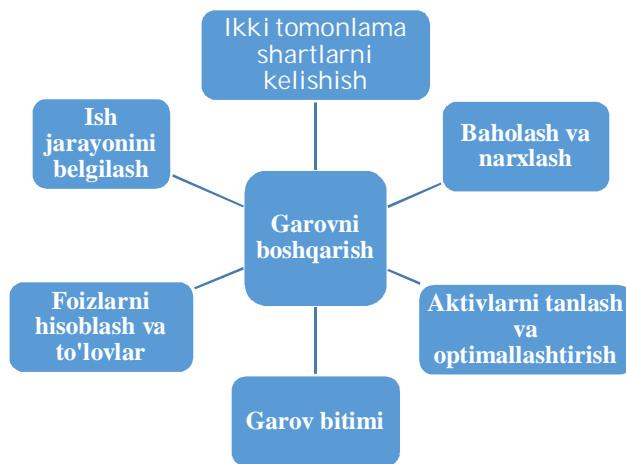 Ikki tomonlama
shartlarni
kelishish
Ish
jarayonini
belgilash
Baholash va
narxlash
Garovni
boshqarish
Foizlarni
hisoblash va
to'lovlar
Aktivlarni tanlash
va
optimallashtirish
Garov bitimi